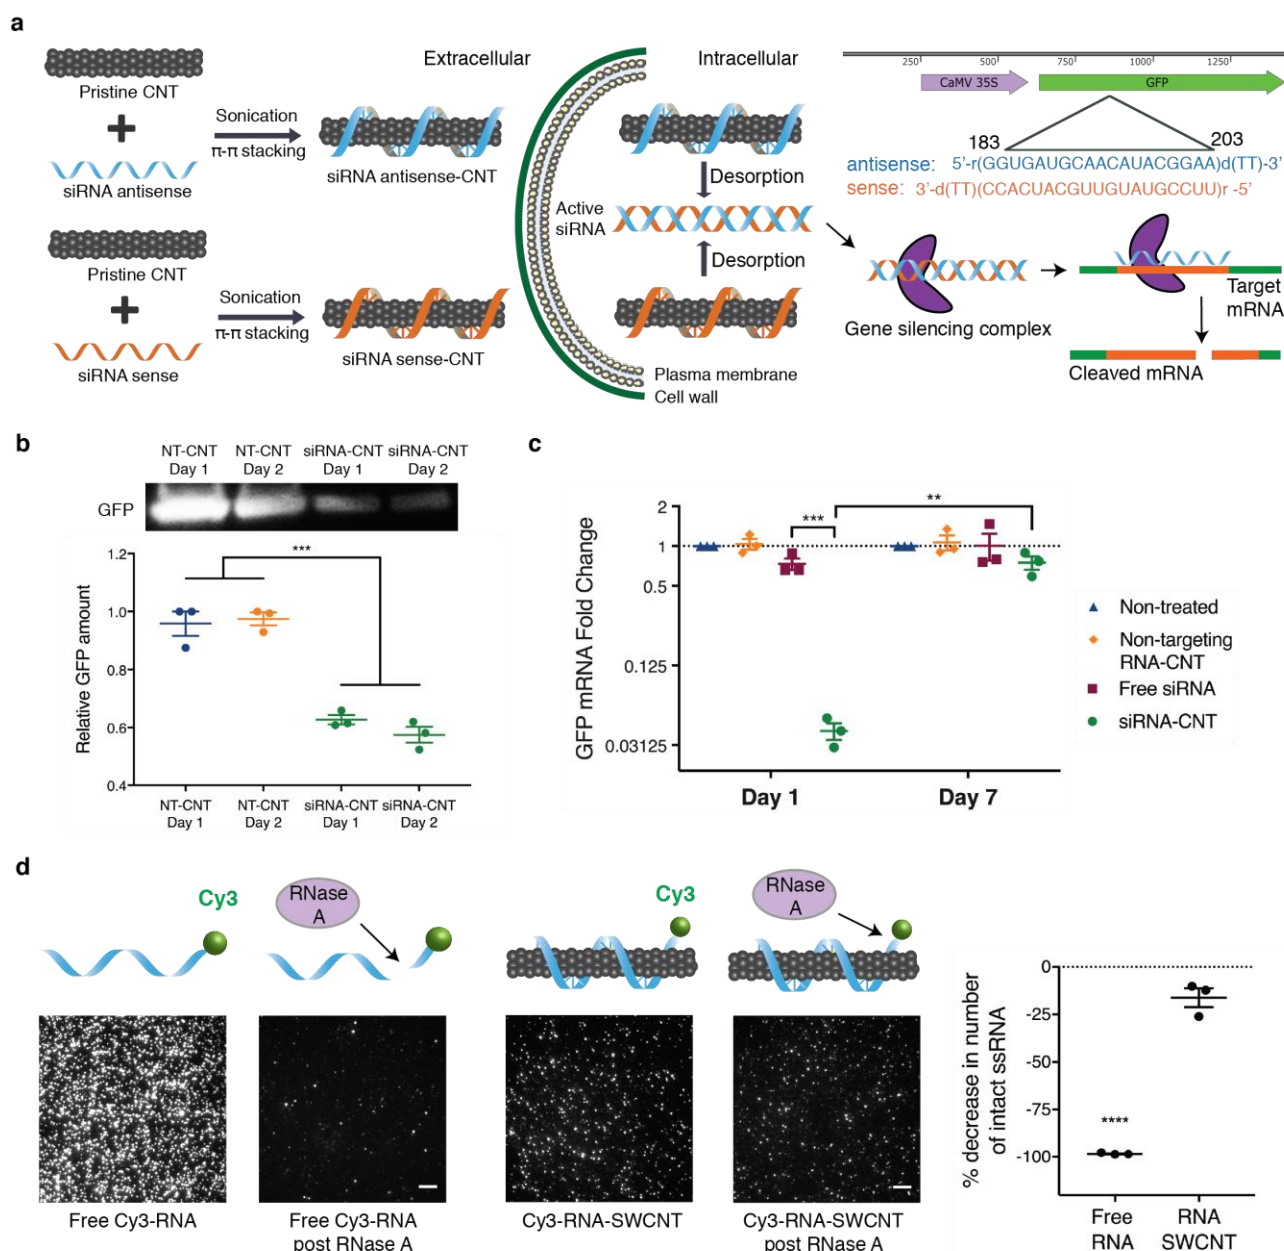 a
Pristine CNT
siRNA antisense
Sonication
π-π stacking
siRNA antisense-CNT
Pristine CNT
siRNA sense
Sonication
π-π stacking
siRNA sense-CNT
Extracellular
Intracellular
Desorption
Active
siRNA
Desorption
Plasma membrane
Cell wall
250 500 750 1000 1250
CaMV 35S
GFP
183 203
antisense: 5'-r(GGUGAUGCAACAUACGGAA)d(TT)-3'
sense: 3'-d(TT)(CCACUACGUUGUAUGCCUU)r -5'
Gene silencing complex
Target
mRNA
Cleaved mRNA
b
NT-CNT NT-CNT siRNA-CNT siRNA-CNT
Day 1 Day 2 Day 1 Day 2
GFP
Relative GFP amount
1.2
1.0
0.8
0.6
0.4
***
NT-CNT NT-CNT siRNA-CNT siRNA-CNT
Day 1 Day 2 Day 1 Day 2
c
GFP mRNA Fold Change
2
1
0.5
0.125
0.03125
***
**
Day 1 Day 7
Non-treated
Non-targeting
RNA-CNT
Free siRNA
siRNA-CNT
d
Cy3
RNase
A
Cy3
RNase
A
Free Cy3-RNA
Free Cy3-RNA
post RNase A
Cy3-RNA-SWCNT
Cy3-RNA-SWCNT
post RNase A
% decrease in number
of intact ssRNA
0
-25
-50
-75
-100
****
Free
RNA
RNA
SWCNT